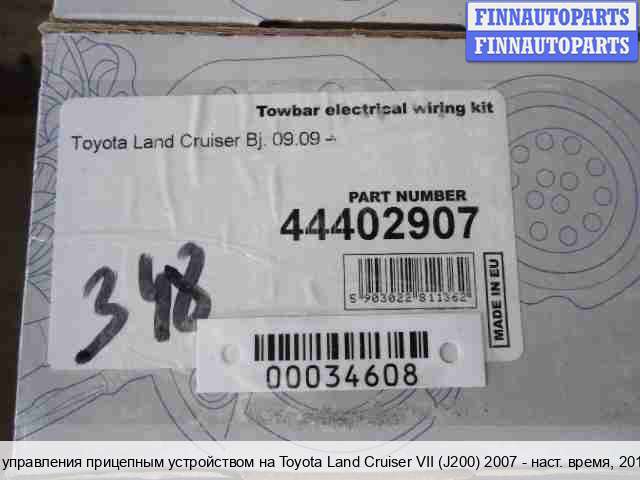 FINNAUTOPARTS
FINNAUTOPARTS
Towbar electrical wiring kit
Toyota Land Cruiser Bj. 09.09 -
PART NUMBER
44402907
5 903022 811362
MADE IN EU
348
00034608
управления прицепным устройством на Toyota Land Cruiser VII (J200) 2007 - наст. время, 201